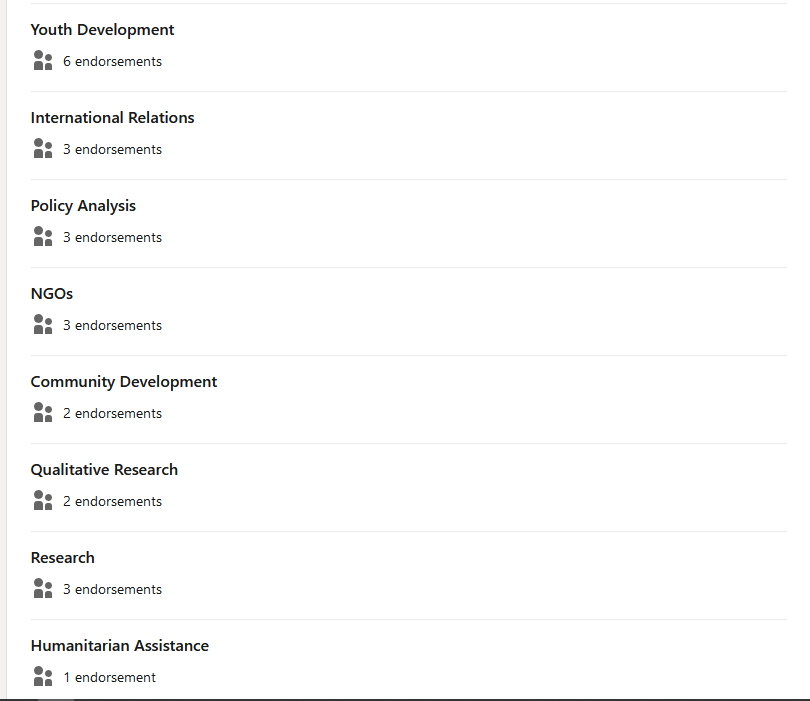 Youth Development
6 endorsements
International Relations
3 endorsements
Policy Analysis
3 endorsements
NGOs
3 endorsements
Community Development
2 endorsements
Qualitative Research
2 endorsements
Research
3 endorsements
Humanitarian Assistance
1 endorsement